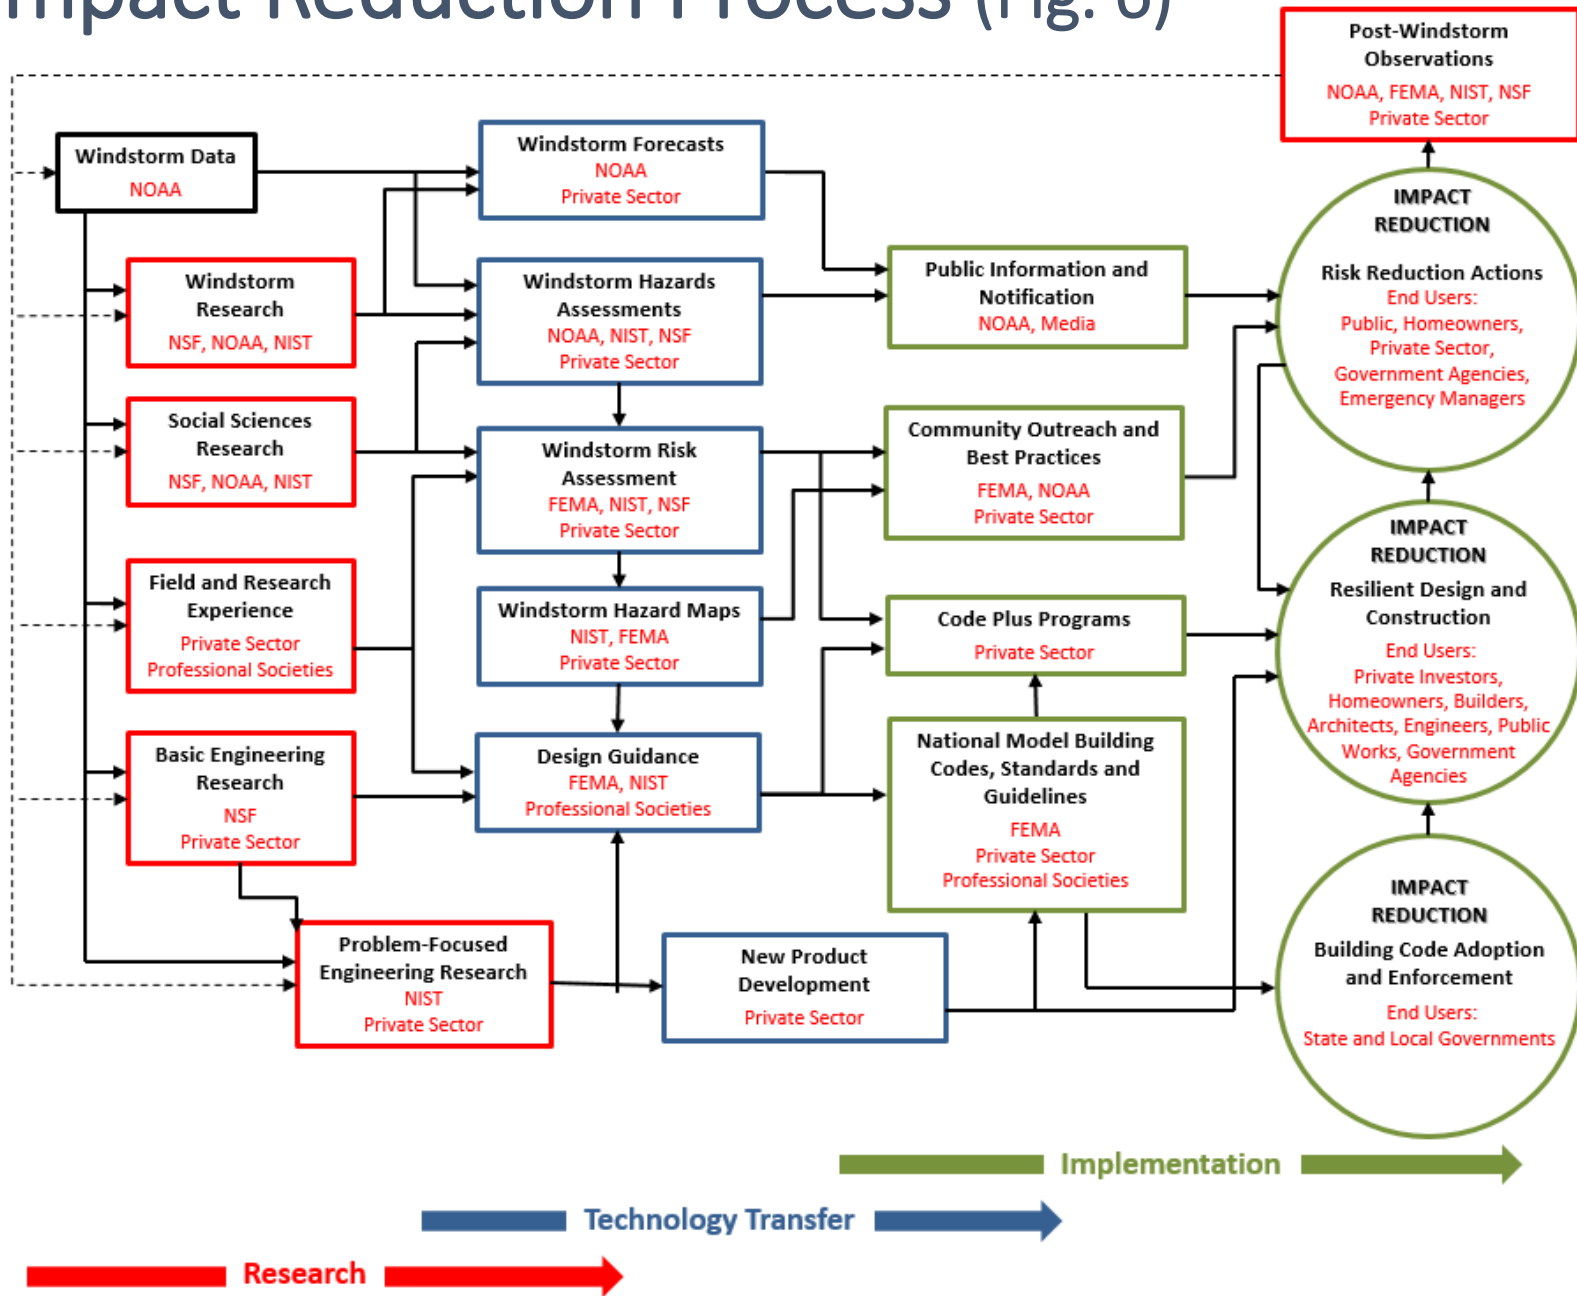 Impact Reduction Process (Fig. 6)
Post-Windstorm
Observations
NOAA, FEMA, NIST, NSF
Private Sector
Windstorm Data
NOAA
Windstorm Forecasts
NOAA
Private Sector
IMPACT
REDUCTION
Risk Reduction Actions
End Users:
Public, Homeowners,
Private Sector,
Government Agencies,
Emergency Managers
Windstorm
Research
NSF, NOAA, NIST
Windstorm Hazards
Assessments
NOAA, NIST, NSF
Private Sector
Public Information and
Notification
NOAA, Media
Social Sciences
Research
NSF, NOAA, NIST
Windstorm Risk
Assessment
FEMA, NIST, NSF
Private Sector
Community Outreach and
Best Practices
FEMA, NOAA
Private Sector
IMPACT
REDUCTION
Resilient Design and
Construction
End Users:
Private Investors,
Homeowners, Builders,
Architects, Engineers, Public
Works, Government
Agencies
Field and Research
Experience
Private Sector
Professional Societies
Windstorm Hazard Maps
NIST, FEMA
Private Sector
Code Plus Programs
Private Sector
Basic Engineering
Research
NSF
Private Sector
Design Guidance
FEMA, NIST
Professional Societies
National Model Building
Codes, Standards and
Guidelines
FEMA
Private Sector
Professional Societies
IMPACT
REDUCTION
Building Code Adoption
and Enforcement
End Users:
State and Local Governments
Problem-Focused
Engineering Research
NIST
Private Sector
New Product
Development
Private Sector
Implementation
Technology Transfer
Research